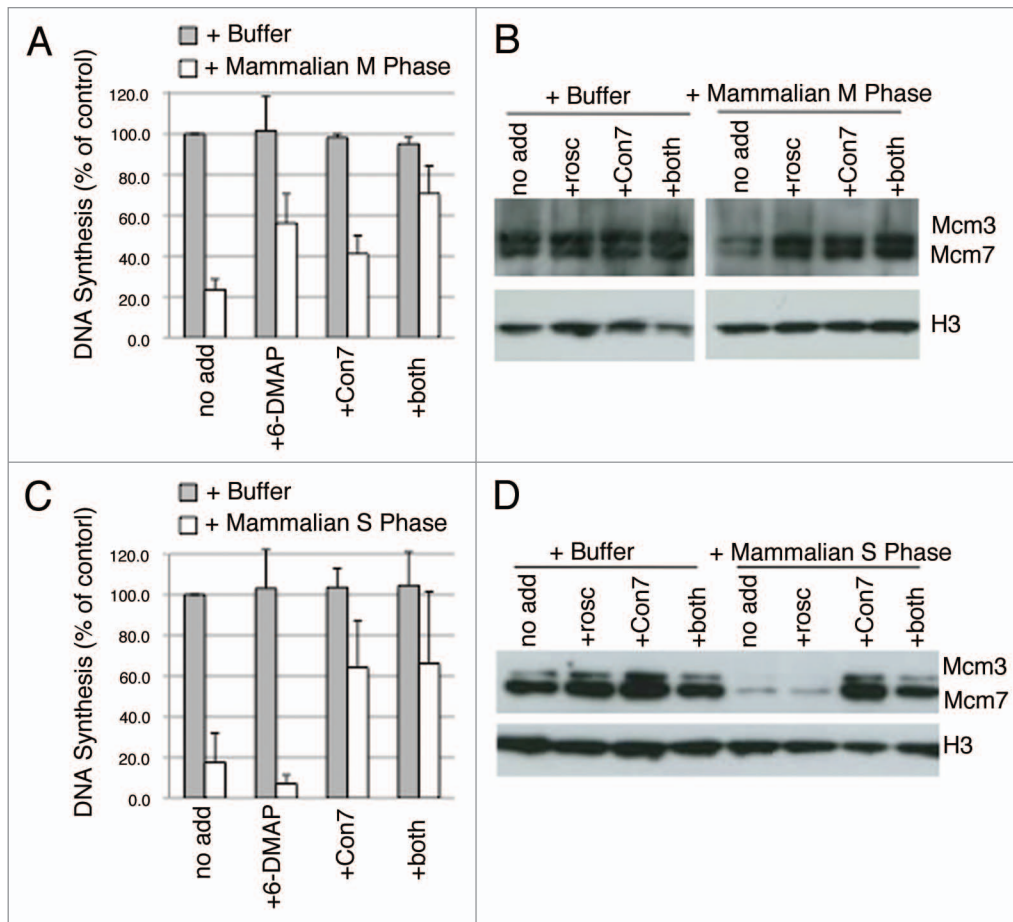 A
+ Buffer
+ Mammalian M Phase
DNA Synthesis (% of control)
120.0
100.0
80.0
60.0
40.0
20.0
0.0
no add
+6-DMAP
+Con7
+both
B
+ Buffer
+ Mammalian M Phase
no add
+rosc
+Con7
+both
no add
+rosc
+Con7
+both
Mcm3
Mcm7
H3
C
+ Buffer
+ Mammalian S Phase
DNA Synthesis (% of contorl)
120.0
100.0
80.0
60.0
40.0
20.0
0.0
no add
+6-DMAP
+Con7
+both
D
+ Buffer
+ Mammalian S Phase
no add
+rosc
+Con7
+both
no add
+rosc
+Con7
+both
Mcm3
Mcm7
H3